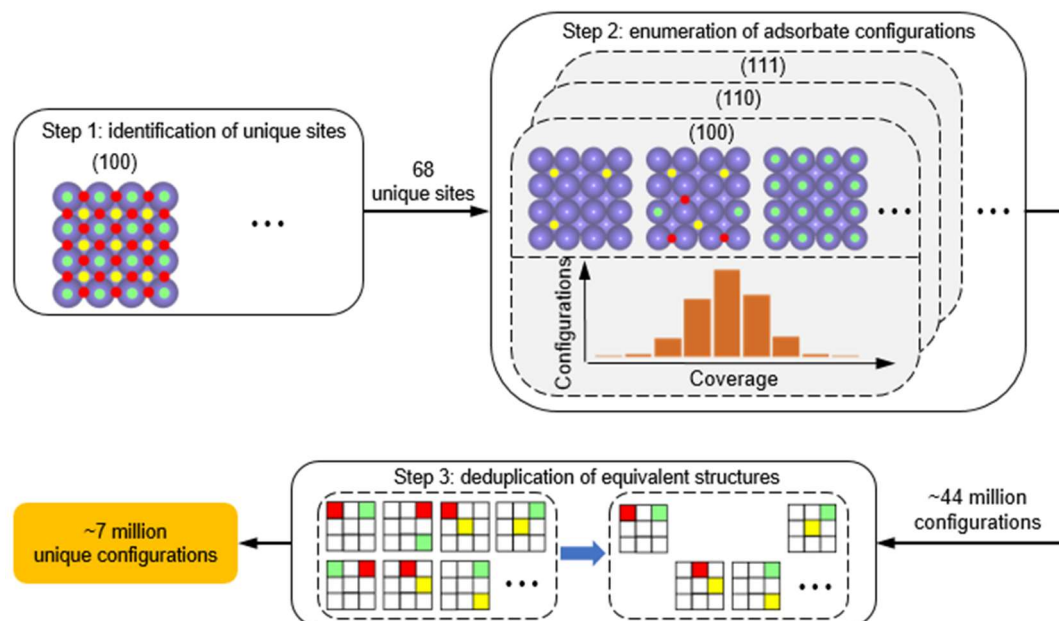 Step 1: identification of unique sites
(100)
...
68
unique sites
Step 2: enumeration of adsorbate configurations
(111)
(110)
(100)
...
...
Configurations
Coverage
~44 million
configurations
Step 3: deduplication of equivalent structures
...
...
~7 million
unique configurations